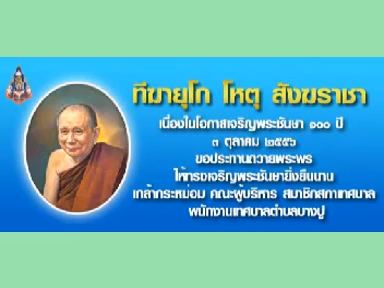 ทีฆายุโก โหตุ สังฆราชา
เนื่องในโอกาสเจริญพระชันษา ๑๐๐ ปี
๓ ตุลาคม ๒๕๕๖
ขอประทานถวายพระพร
ให้ทรงเจริญพระชันษายิ่งยืนนาน
เกล้ากระหม่อม คณะผู้บริหาร สมาชิกสภาเทศบาล
พนักงานเทศบาลตำบลบางปู